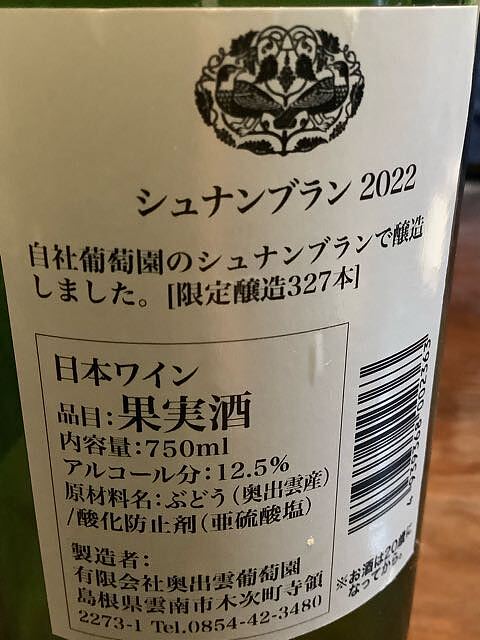 シュナンブラン 2022
自社葡萄園のシュナンブランで醸造
しました。[限定醸造327本]
日本ワイン
品目:果実酒
内容量:750ml
アルコール分:12.5%
原材料名:ぶどう(奥出雲産)
/酸化防止剤(亜硫酸塩)
製造者:
有限会社奥出雲葡萄園
島根県雲南市木次町寺領
2273-1 Tel.0854-42-3480
※お酒は20歳に
なってから。